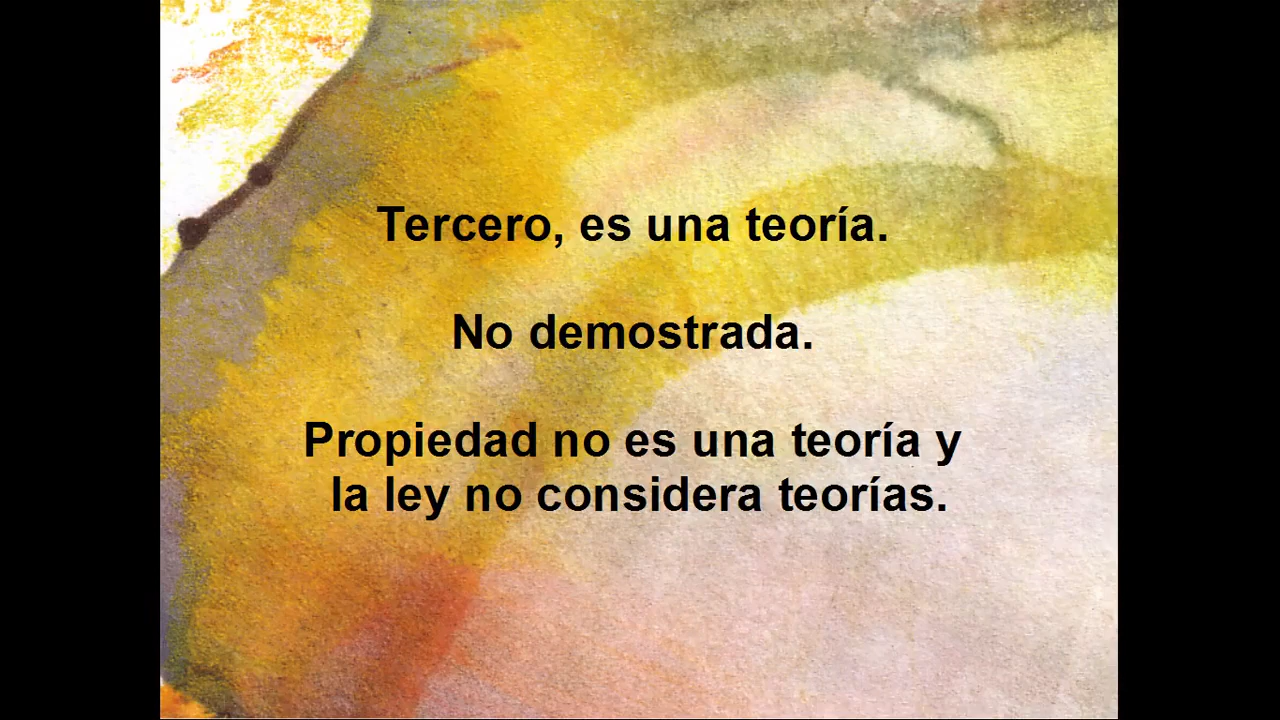 Tercero, es una teoría.
No demostrada.
Propiedad no es una teoría y
la ley no considera teorías.